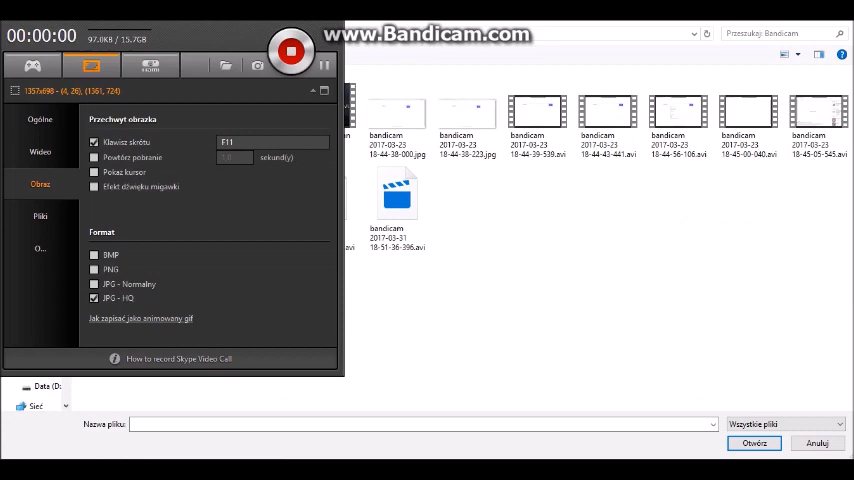 00:00:00
97.0KB / 15.7GB
www.Bandicam.com
Przeszukaj Bandicam
1357x698 - (4, 26), (1361, 724)
Ogólne
Wideo
Obraz
Pliki
O...
Przechwyt obrazka
Klawisz skrótu
F11
Powtórz pobranie
1.0
sekund(y)
Pokaz kursor
Efekt dźwięku migawki
Format
BMP
PNG
JPG - Normalny
JPG - HQ
Jak zapisać jako animowany gif
How to record Skype Video Call
bandicam
2017-03-23
18-44-38-000.jpg
bandicam
2017-03-23
18-44-38-223.jpg
bandicam
2017-03-23
18-44-39-539.avi
bandicam
2017-03-23
18-44-43-441.avi
bandicam
2017-03-23
18-44-56-106.avi
bandicam
2017-03-23
18-45-00-040.avi
bandicam
2017-03-23
18-45-05-545.avi
.avi
bandicam
2017-03-31
18-51-36-396.avi
Data (D:
Sieć
Nazwa pliku:
Wszystkie pliki
Otwórz
Anuluj